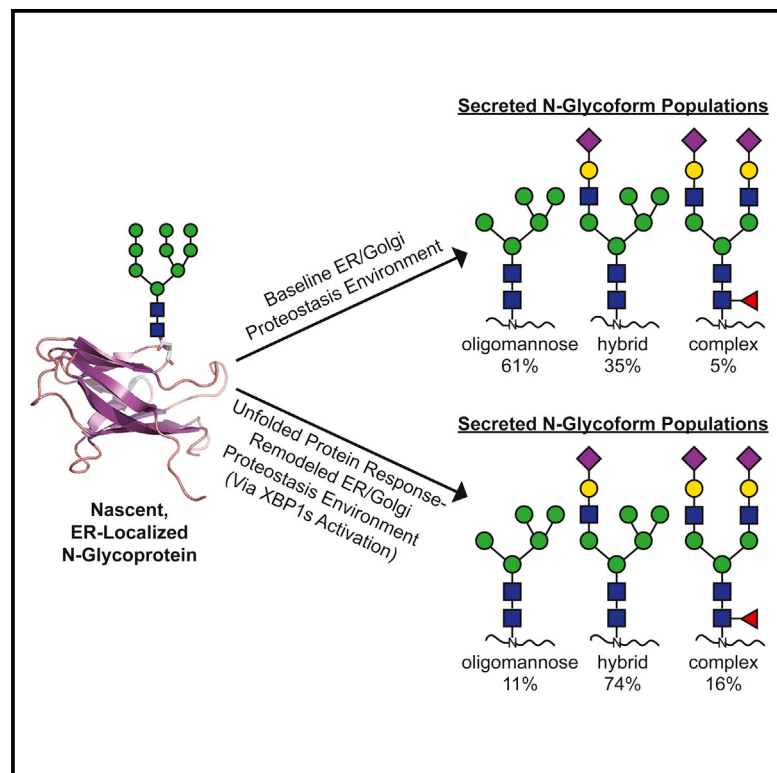 Secreted N-Glycoform Populations
Baseline ER/Golgi
Proteostasis Environment
N
N
N
oligomannose
hybrid
complex
61%
35%
5%
Nascent,
ER-Localized
N-Glycoprotein
Unfolded Protein Response-
Remodeled ER/Golgi
Proteostasis Environment
(Via XBP1s Activation)
Secreted N-Glycoform Populations
N
N
N
oligomannose
hybrid
complex
11%
74%
16%